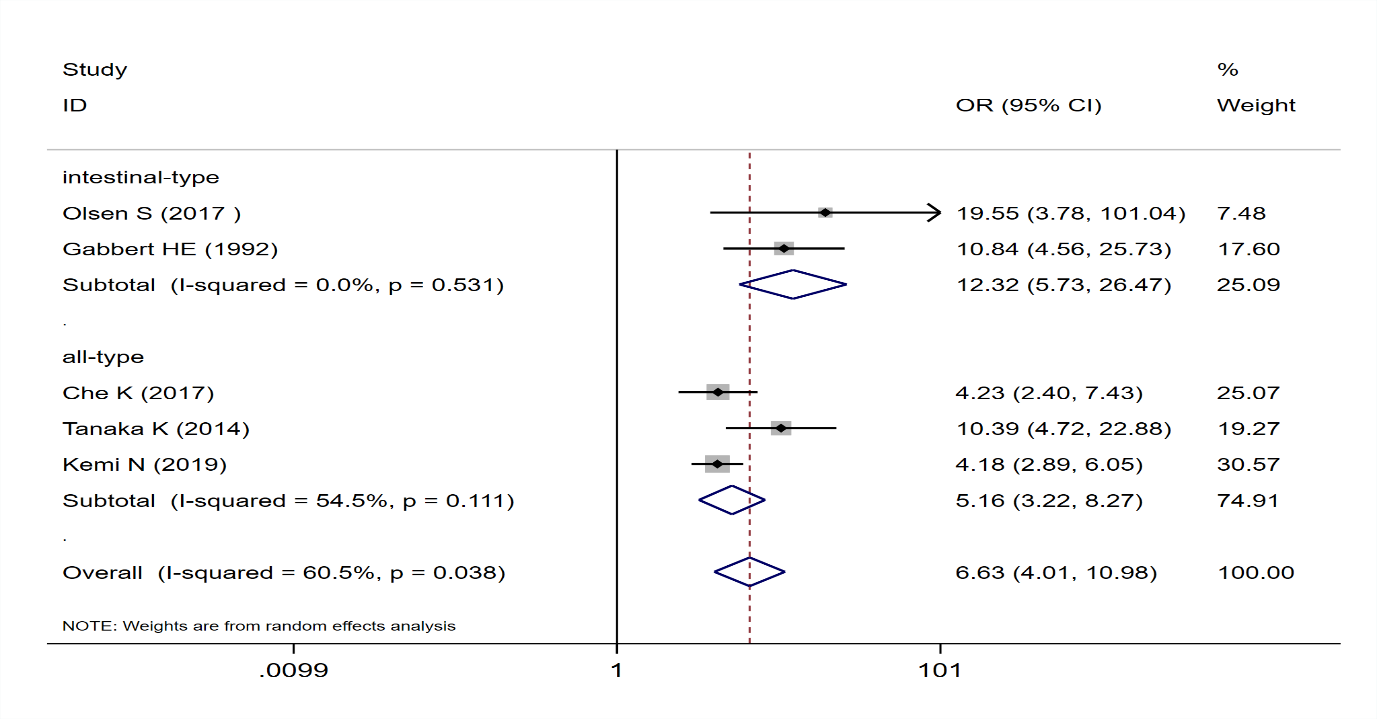 Study %
ID OR (95% CI) Weight
intestinal-type
Olsen S (2017 ) 19.55 (3.78, 101.04) 7.48
Gabbert HE (1992) 10.84 (4.56, 25.73) 17.60
Subtotal (I-squared = 0.0%, p = 0.531) 12.32 (5.73, 26.47) 25.09
.
all-type
Che K (2017) 4.23 (2.40, 7.43) 25.07
Tanaka K (2014) 10.39 (4.72, 22.88) 19.27
Kemi N (2019) 4.18 (2.89, 6.05) 30.57
Subtotal (I-squared = 54.5%, p = 0.111) 5.16 (3.22, 8.27) 74.91
.
Overall (I-squared = 60.5%, p = 0.038) 6.63 (4.01, 10.98) 100.00
NOTE: Weights are from random effects analysis
.0099 1 101